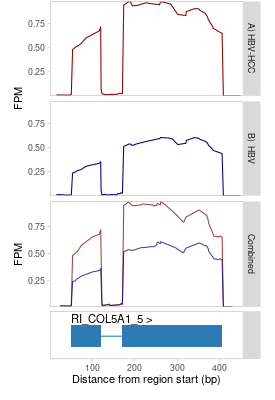 0.75
0.50
0.25
A) HBV-HCC
FPM
0.75
0.50
0.25
B) HBV
0.75
0.50
0.25
FPM
Combined
RI_COL5A1_5 >
100 200 300 400
Distance from region start (bp)